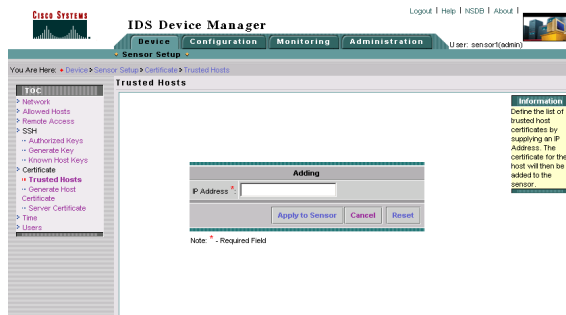 Cisco Systems
Logout | Help | NSDB | About |
IDS Device Manager
Device Configuration Monitoring Administration
User: sensor1(admin)
Sensor Setup
You Are Here: Device Sensor Setup Certificate Trusted Hosts
TOC
Network
Allowed Hosts
Remote Access
SSH
Authorized Keys
Generate Key
Known Host Keys
Certificate
Trusted Hosts
Generate Host
Certificate
Server Certificate
Time
Users
Trusted Hosts
Adding
IP Address *:
Apply to Sensor Cancel Reset
Note: * - Required Field
Information
Define the list of
trusted host
certificates by
supplying an IP
Address. The
certificate for the
host will then be
added to the
sensor.